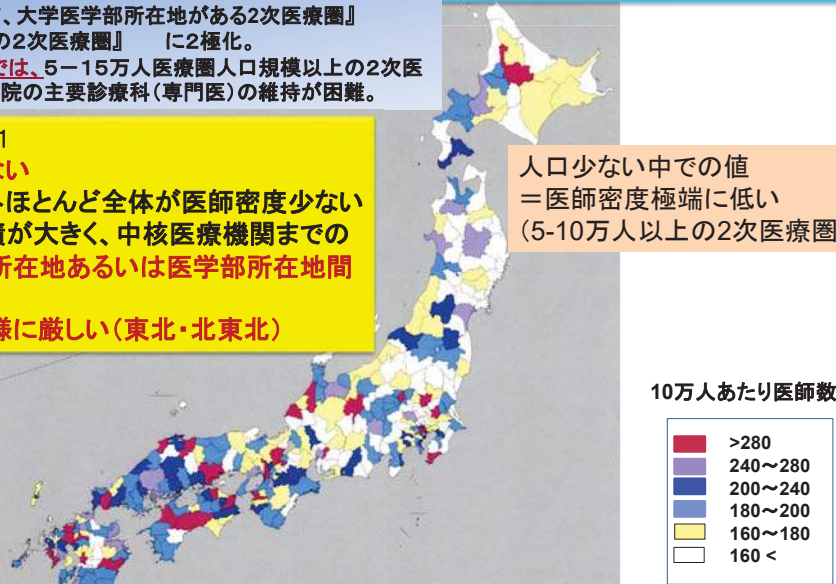 、大学医学部所在地がある2次医療圏』
の2次医療圏』 に2極化。
では、5－15万人医療圏人口規模以上の2次医
院の主要診療科(専門医)の維持が困難。
1
ない
ほとんど全体が医師密度少ない
が大きく、中核医療機関までの
所在地あるいは医学部所在地間
様に厳しい(東北・北東北)
人口少ない中での値
＝医師密度極端に低い
(5-10万人以上の2次医療圏
10万人あたり医師数
>280
240～280
200～240
180～200
160～180
160 <